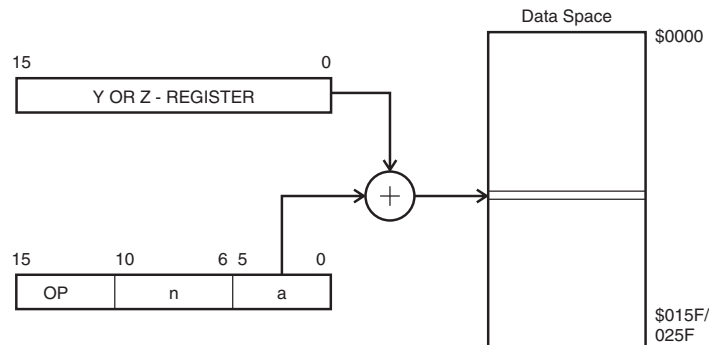 Data Space
$0000
15 0
Y OR Z - REGISTER
+
15 10 6 5 0
OP n a
$015F/
025F